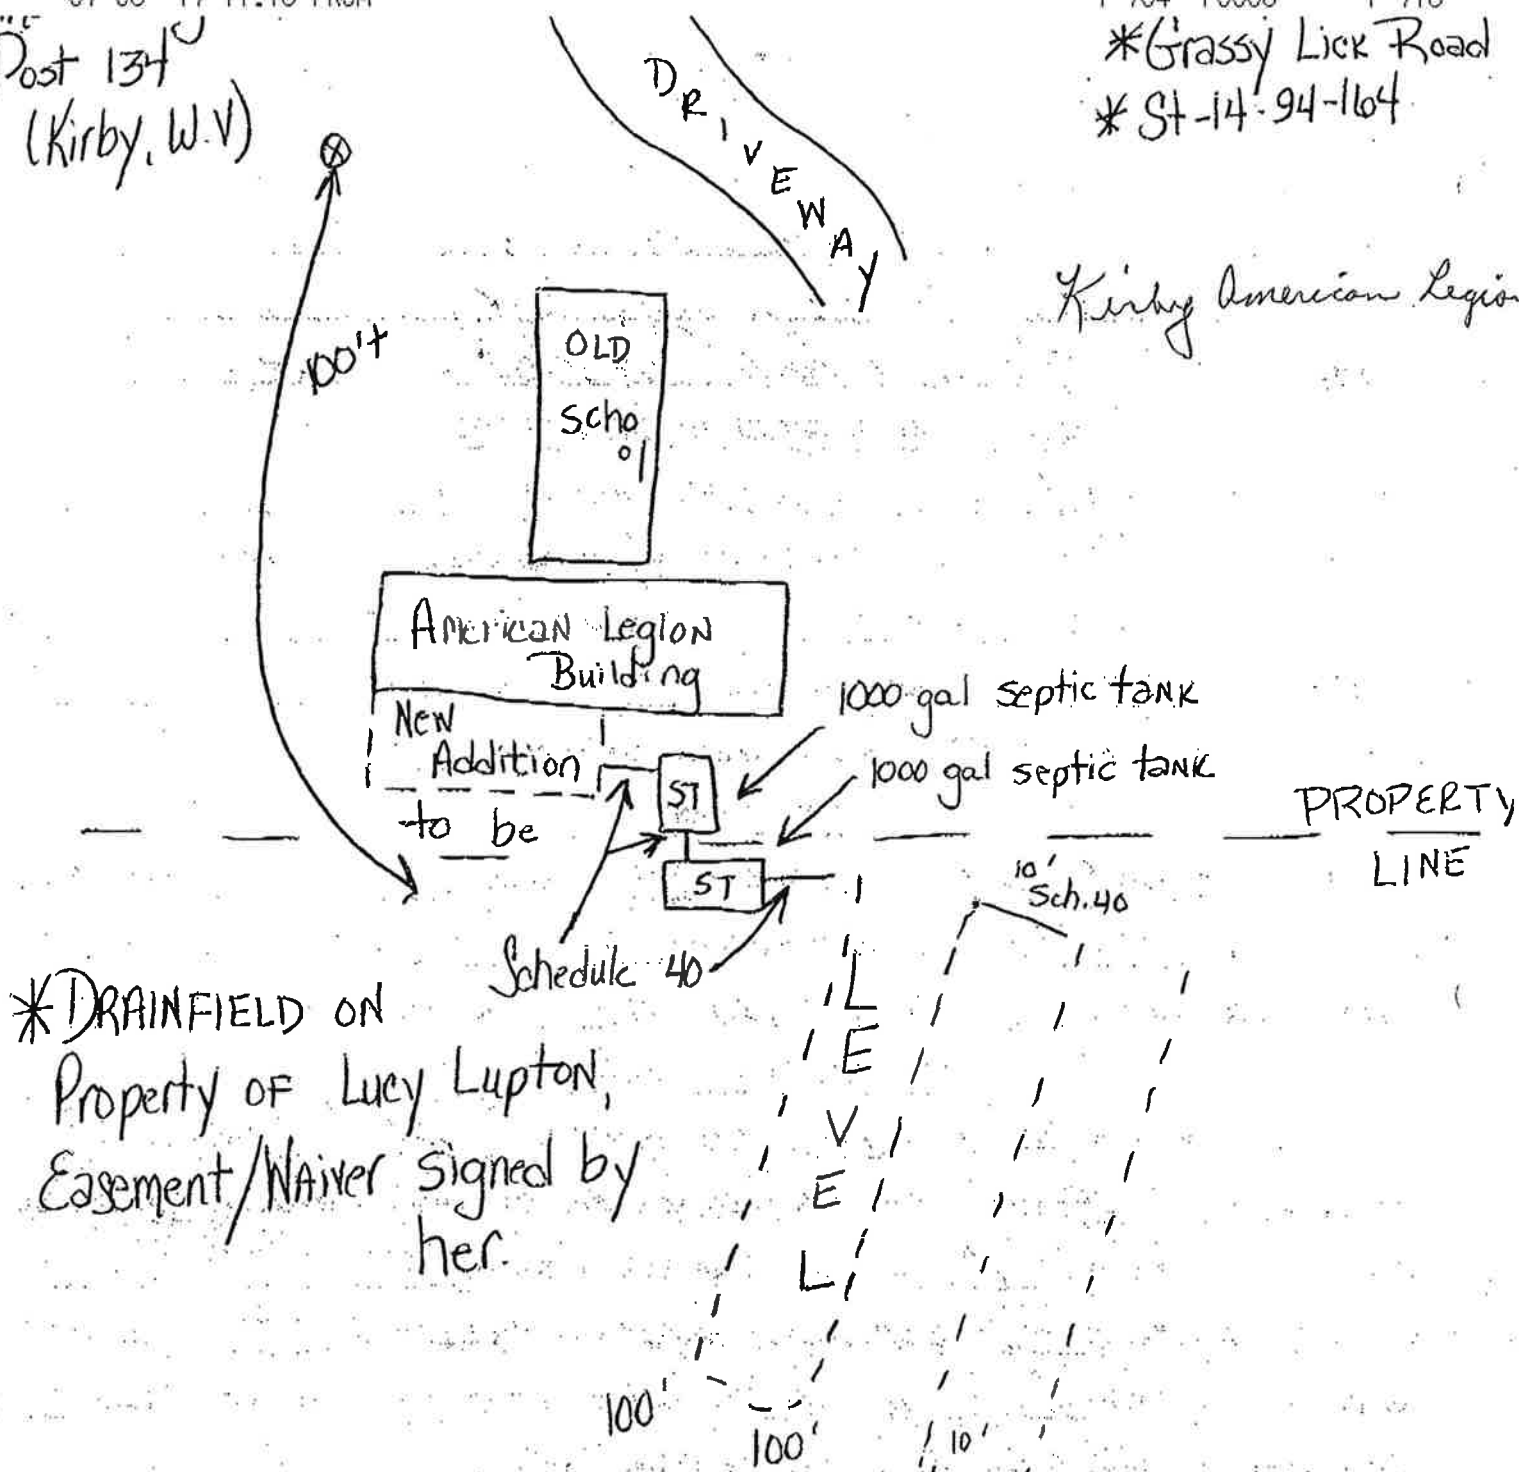 Post 134
(Kirby, W.V)
*Grassy Lick Road
*St-14-94-164
DRIVEWAY
Kirby American Legion
100'+
OLD
Scho
ol
American Legion
Building
New
Addition
to be
1000 gal septic tank
1000 gal septic tank
ST
ST
PROPERTY
LINE
10'
Sch. 40
Schedule 40
*DRAINFIELD ON
Property OF Lucy Lupton,
Easement/Waiver signed by
her.
LEVEL
100'
100'
10'